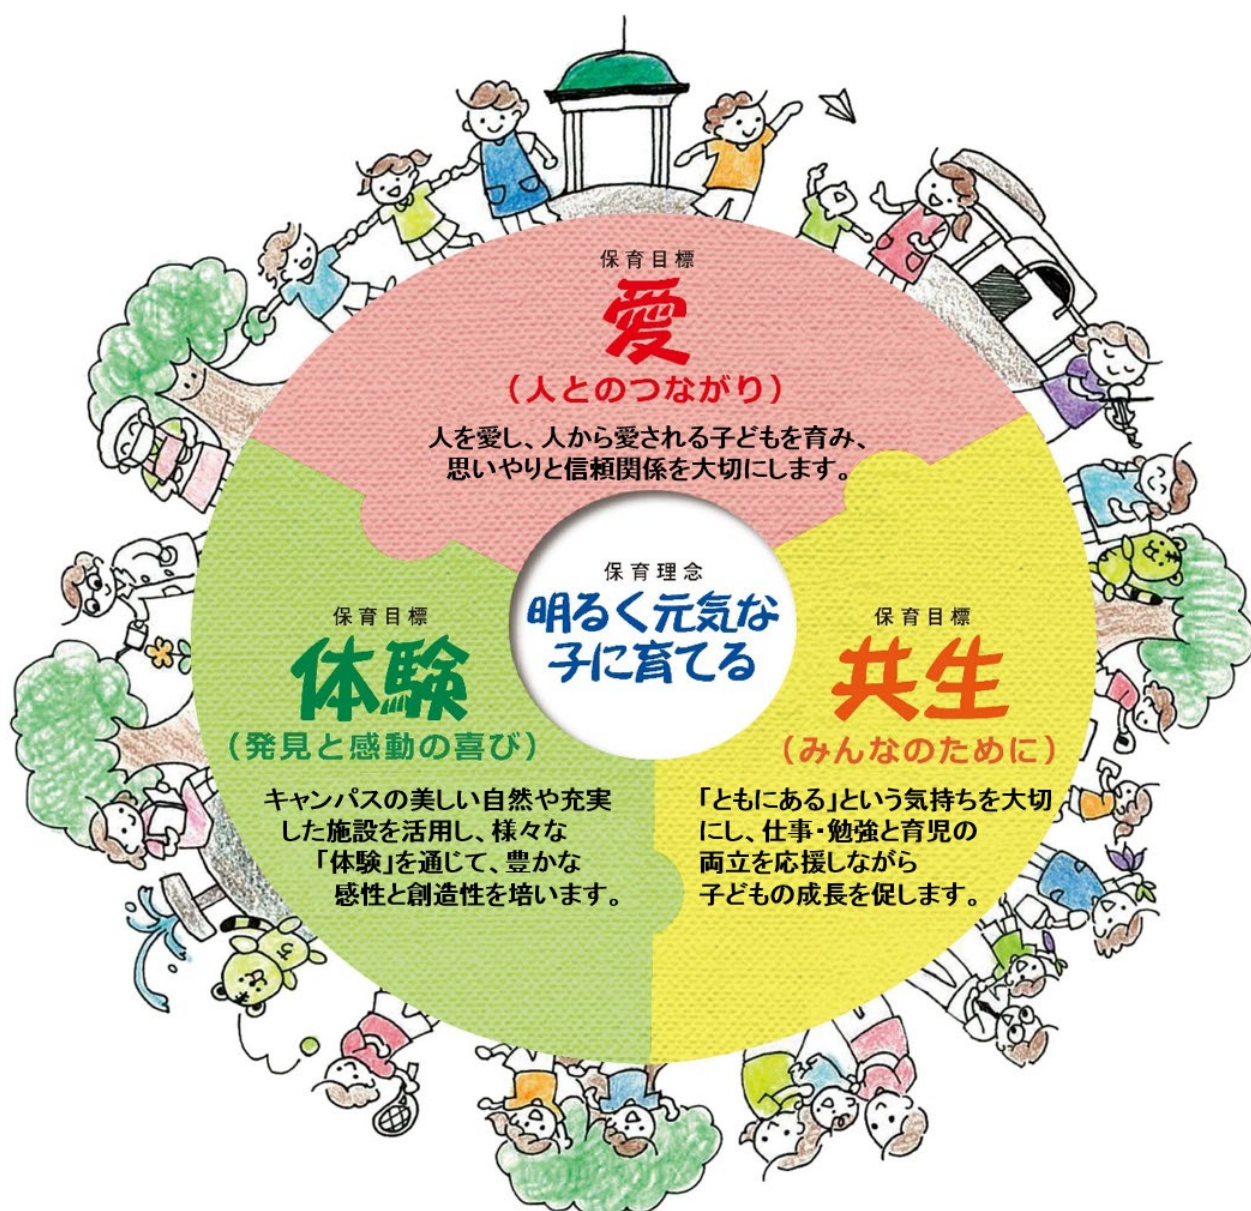 保育目標
愛
（人とのつながり）
人を愛し、人から愛される子どもを育み、
思いやりと信頼関係を大切にします。
保育理念
明るく元気な
子に育てる
保育目標
体験
（発見と感動の喜び）
キャンパスの美しい自然や充実
した施設を活用し、様々な
「体験」を通じて、豊かな
感性と創造性を培います。
保育目標
共生
（みんなのために）
「ともにある」という気持ちを大切
にし、仕事・勉強と育児の
両立を応援しながら
子どもの成長を促します。